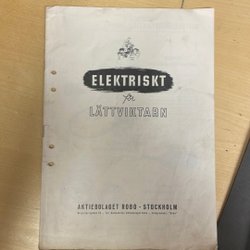 ELEKTRISKT
för
LÄTTVIKTARN
AKTIEBOLAGET ROBO - STOCKHOLM